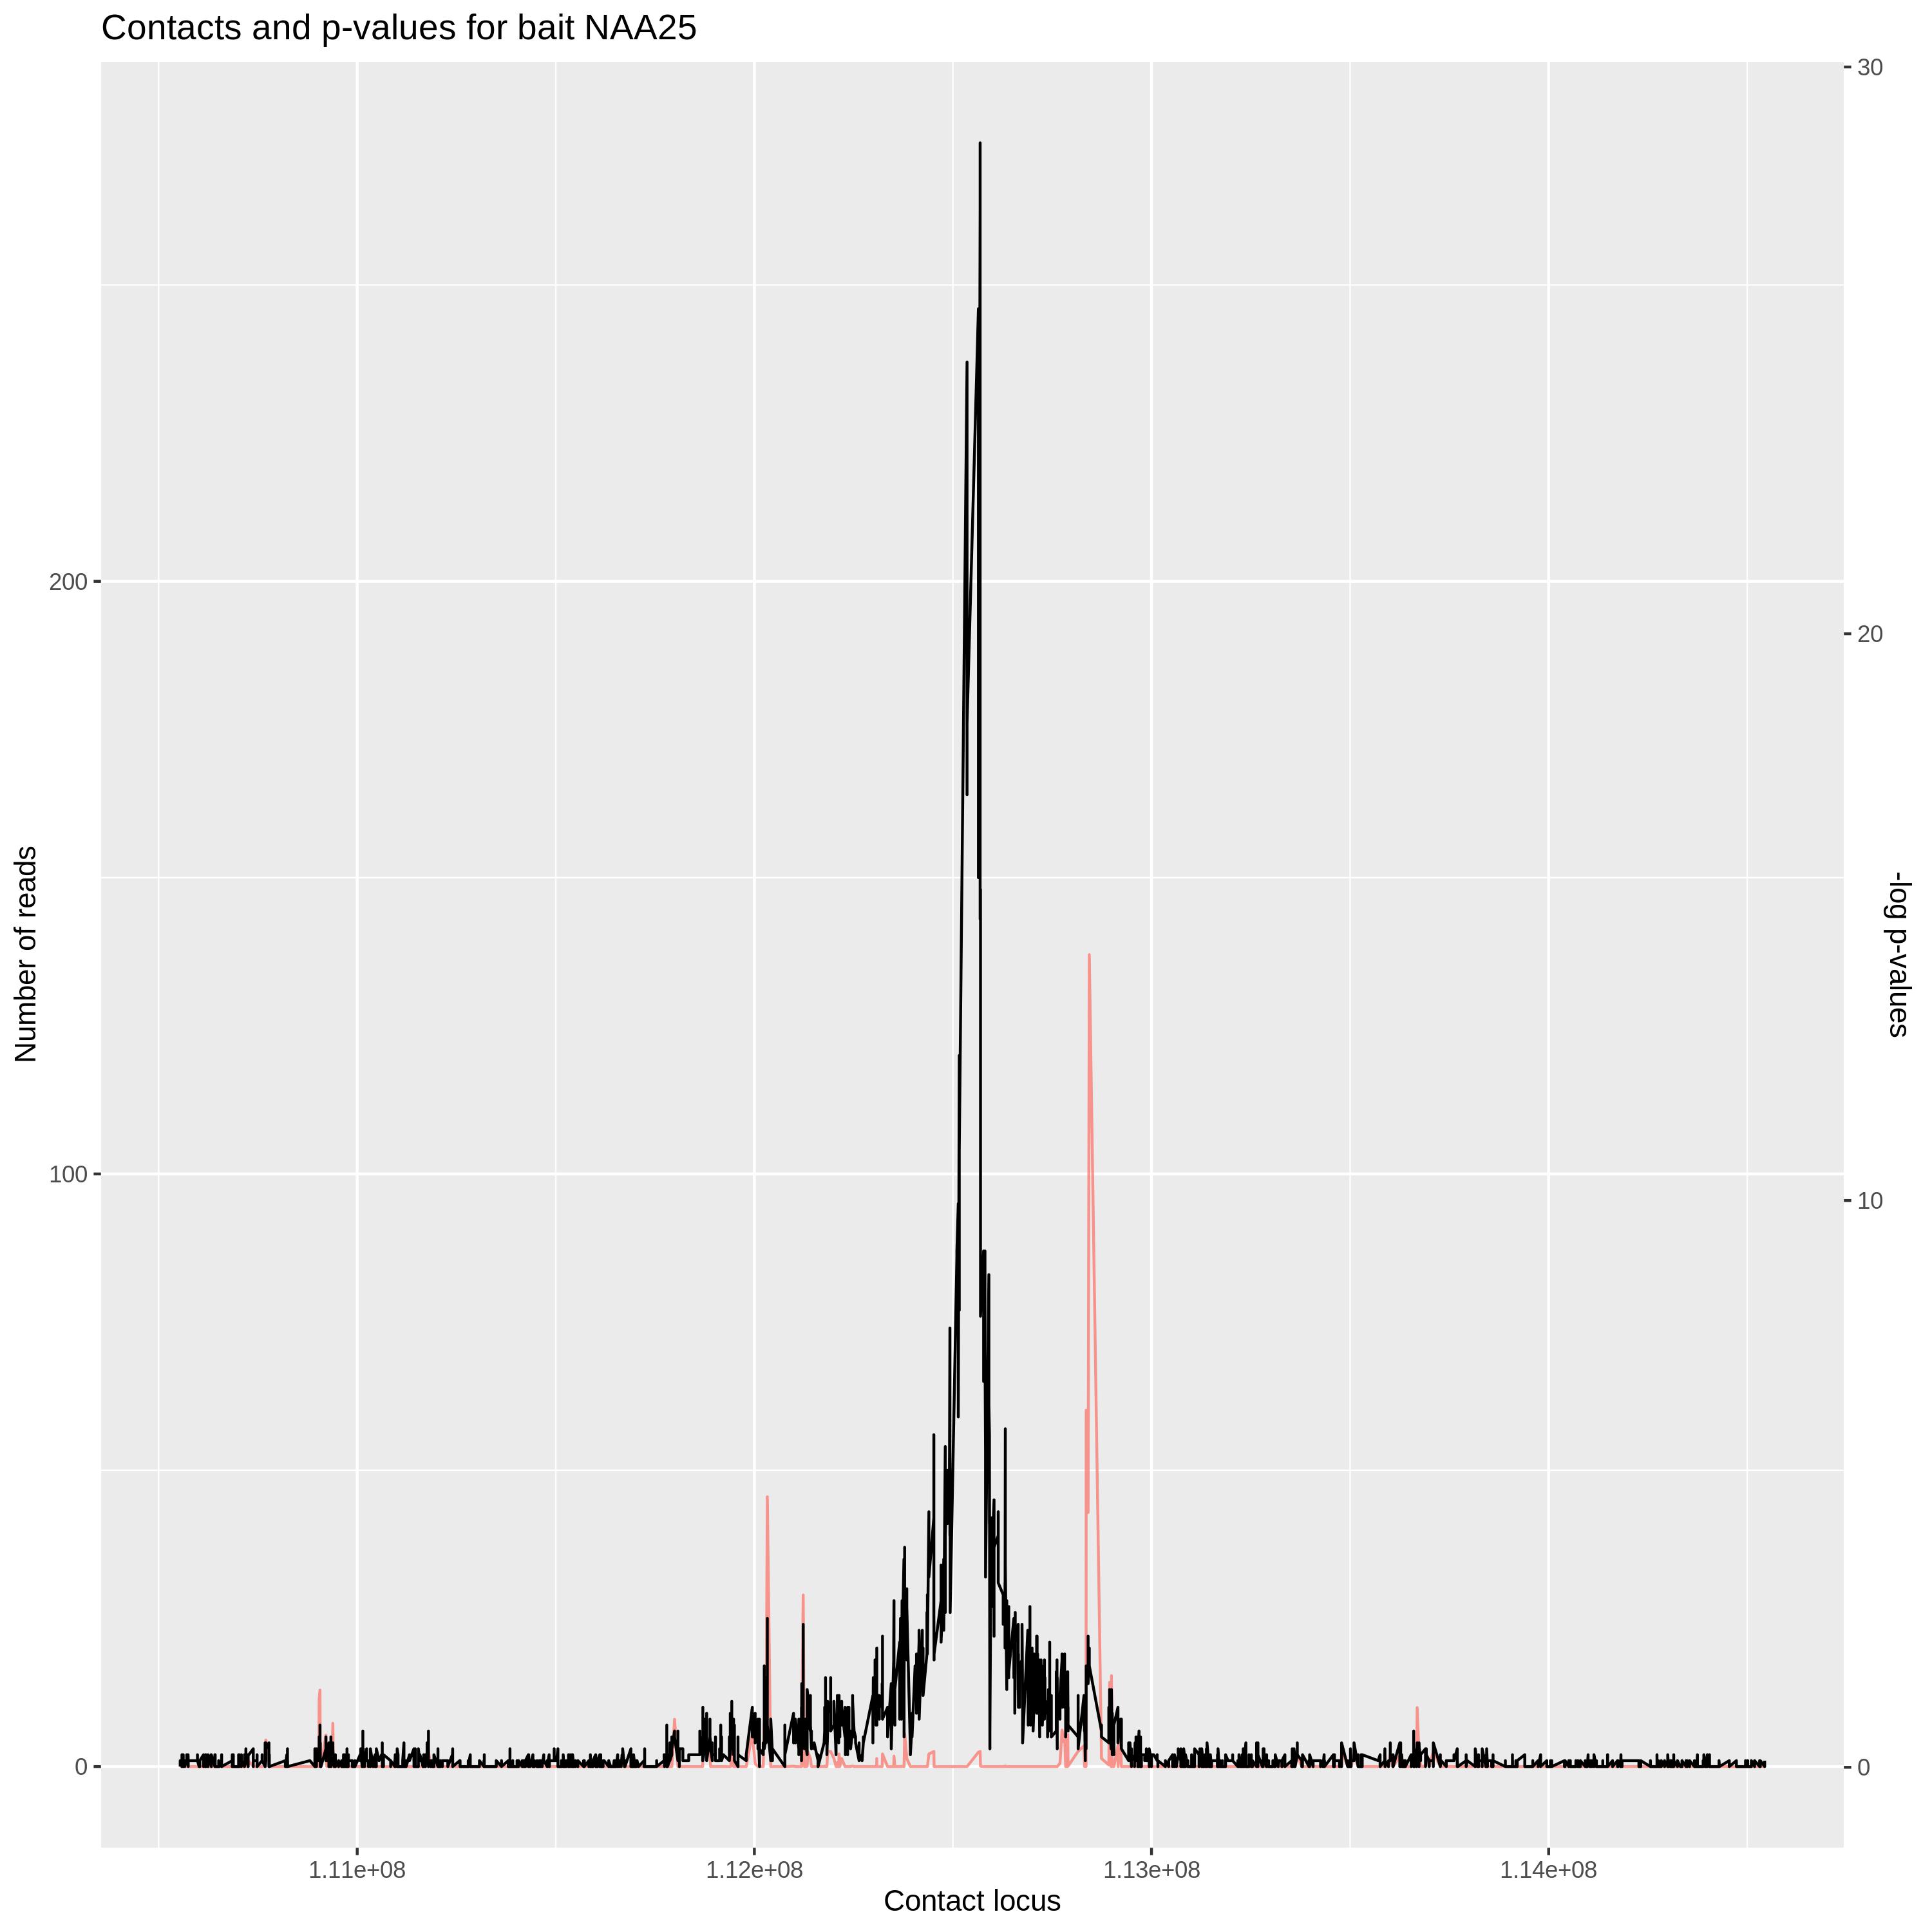 Contacts and p-values for bait NAA25
30
200
20
Number of reads
-log p-values
100
10
0
0
1.11e+08
1.12e+08
1.13e+08
1.14e+08
Contact locus